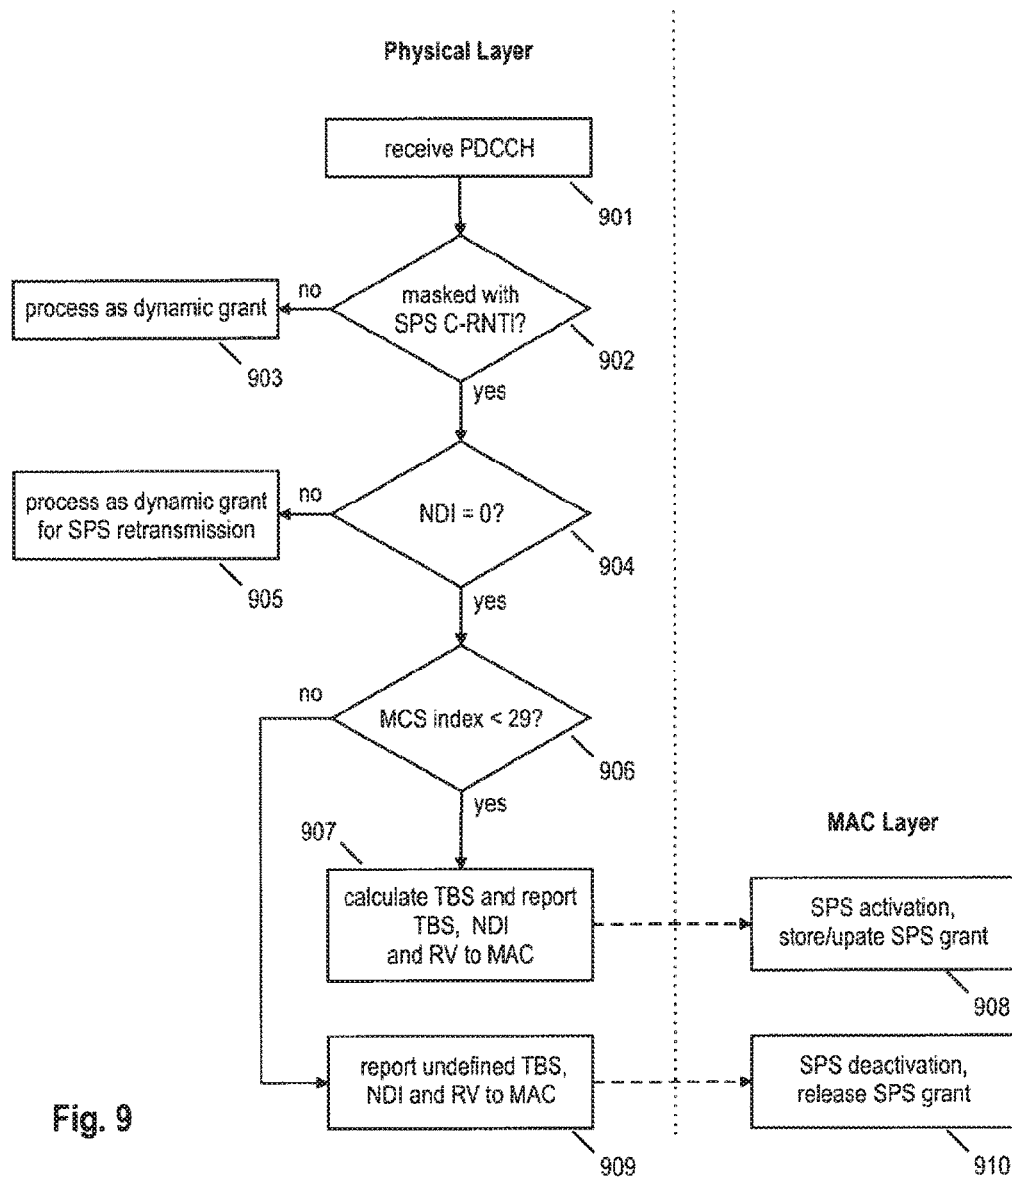 Physical Layer
receive PDCCH
901
masked with
SPS C-RNTI?
902
no
process as dynamic grant
903
yes
NDI = 0?
904
no
process as dynamic grant
for SPS retransmission
905
yes
MCS index < 29?
906
no
yes
907
calculate TBS and report
TBS, NDI
and RV to MAC
MAC Layer
SPS activation,
store/upate SPS grant
908
report undefined TBS,
NDI and RV to MAC
909
SPS deactivation,
release SPS grant
910
Fig. 9